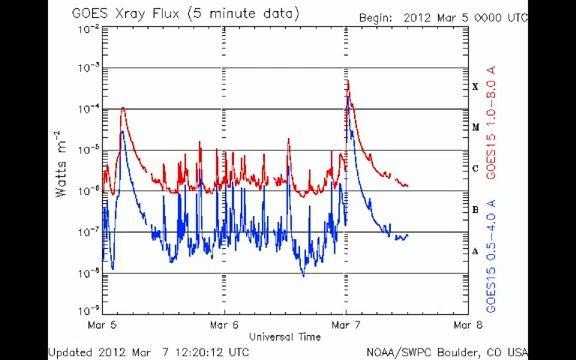 GOES Xray Flux (5 minute data)
Begin: 2012 Mar 5 0000 UTC
Watts m⁻²
10⁻²
10⁻³
10⁻⁴
10⁻⁵
10⁻⁶
10⁻⁷
10⁻⁸
10⁻⁹
X
M
C
B
A
GOES15 1.0-8.0 A
GOES15 0.5-4.0 A
Mar 5
Mar 6
Mar 7
Mar 8
Universal Time
Updated 2012 Mar 7 12:20:12 UTC
NOAA/SWPC Boulder, CO USA